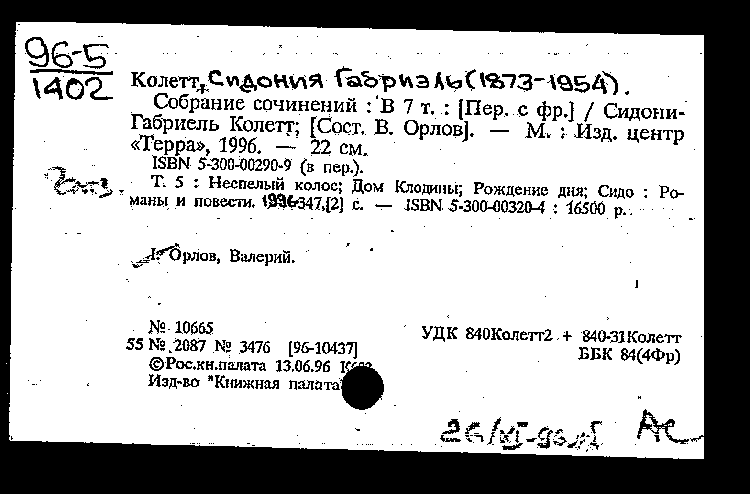 96-5
1402
Колетт, Сидония Габриэль (1873-1954).
Собрание сочинений : В 7 т. : [Пер. с фр.] / Сидони-
Габриель Колетт; [Сост. В. Орлов]. — М. : Изд. центр
«Терра», 1996. — 22 см.
ISBN 5-300-00290-9 (в пер.).
Т. 5 : Неспелый колос; Дом Клодины; Рождение дня; Сидо : Ро-
маны и повести. 1996-347,[2] с. — ISBN 5-300-00320-4 : 16500 р.
I. Орлов, Валерий.
№ 10665
55 № 2087 № 3476 [96-10437]
©Рос.кн.палата 13.06.96
Изд-во "Книжная палата"
УДК 840Колетт2 + 840-31Колетт
ББК 84(4Фр)
26/XI-96
АС